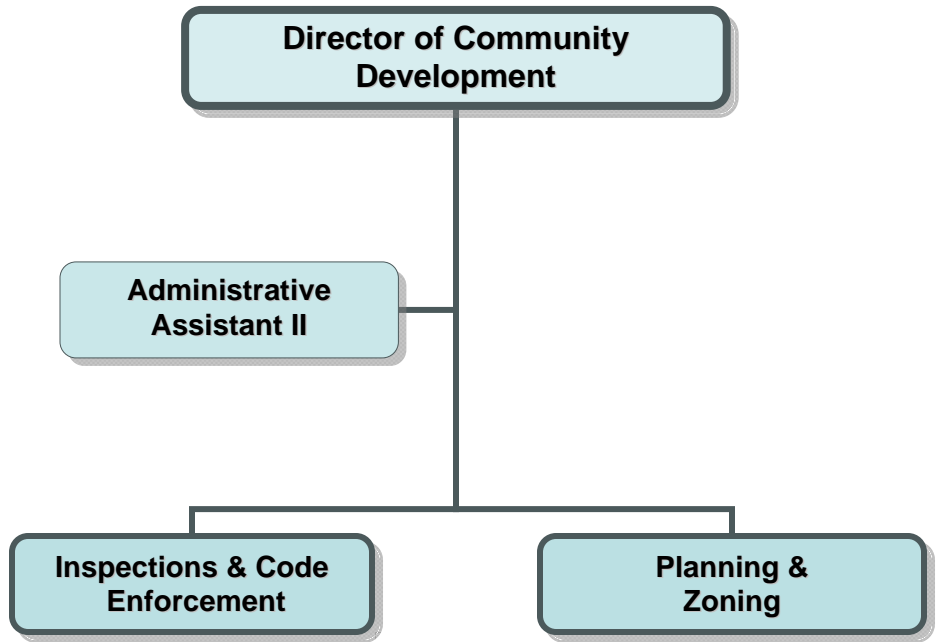 Director of Community
Development
Administrative
Assistant II
Inspections & Code
Enforcement
Planning &
Zoning